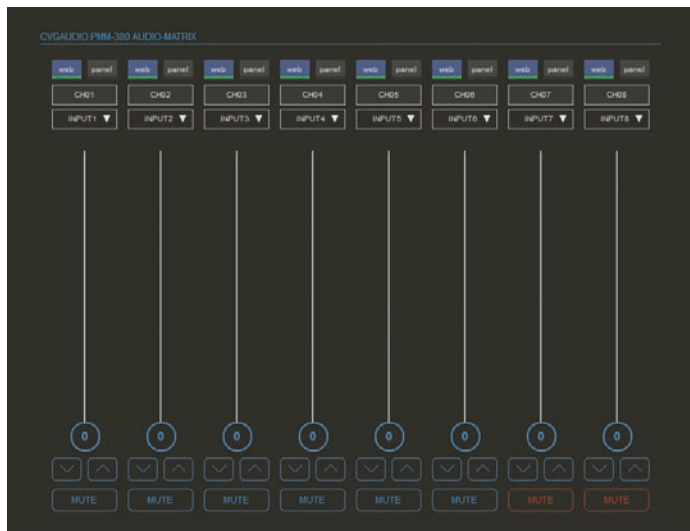 CVGAUDIO PMM-380 AUDIO-MATRIX
web panel web panel web panel web panel web panel web panel web panel web panel
CH01 CH02 CH03 CH04 CH05 CH06 CH07 CH08
INPUT1 ▼ INPUT2 ▼ INPUT3 ▼ INPUT4 ▼ INPUT5 ▼ INPUT6 ▼ INPUT7 ▼ INPUT8 ▼
0 0 0 0 0 0 0 0
MUTE MUTE MUTE MUTE MUTE MUTE MUTE MUTE